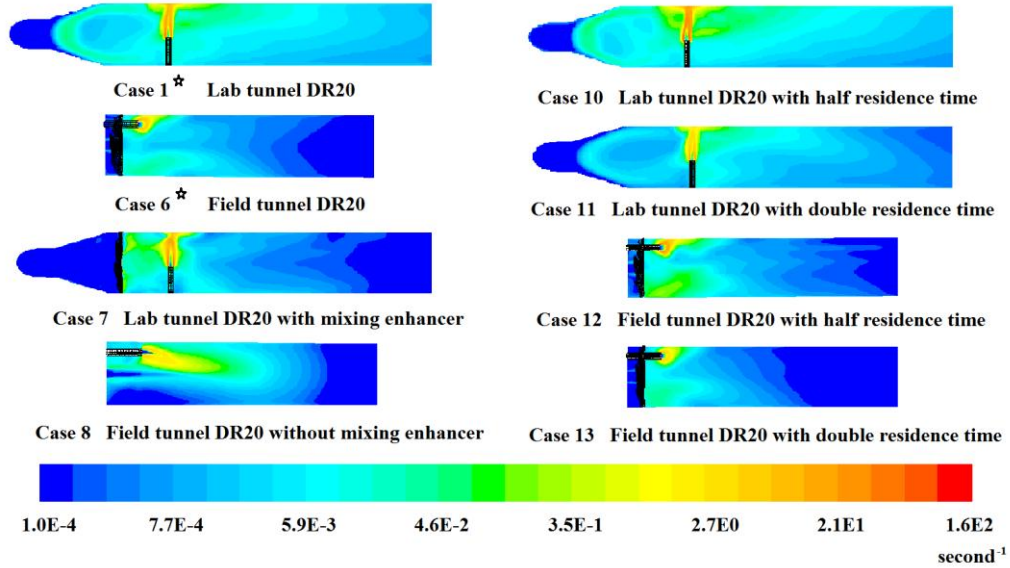 Case 1 ☆ Lab tunnel DR20
Case 10 Lab tunnel DR20 with half residence time
Case 6 ☆ Field tunnel DR20
Case 11 Lab tunnel DR20 with double residence time
Case 7 Lab tunnel DR20 with mixing enhancer
Case 12 Field tunnel DR20 with half residence time
Case 8 Field tunnel DR20 without mixing enhancer
Case 13 Field tunnel DR20 with double residence time
1.0E-4 7.7E-4 5.9E-3 4.6E-2 3.5E-1 2.7E0 2.1E1 1.6E2
second⁻¹